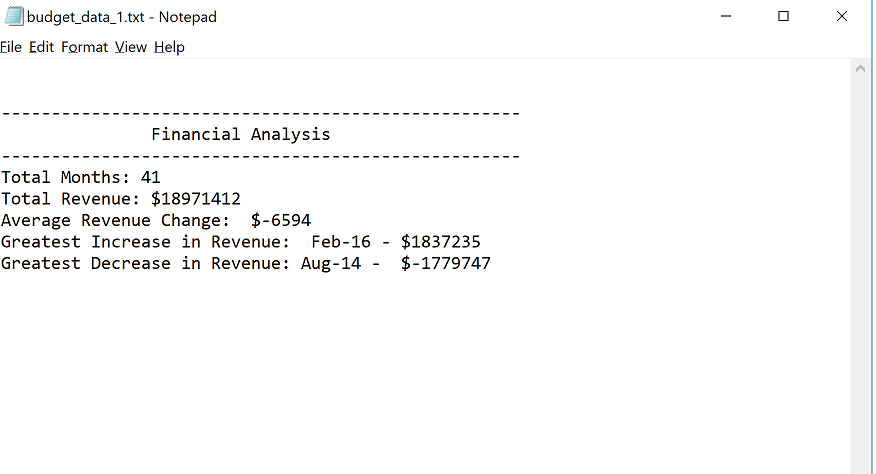 budget_data_1.txt - Notepad
File Edit Format View Help
----------------------------------------------------
               Financial Analysis
----------------------------------------------------
Total Months: 41
Total Revenue: $18971412
Average Revenue Change:  $-6594
Greatest Increase in Revenue:  Feb-16 - $1837235
Greatest Decrease in Revenue: Aug-14 -  $-1779747